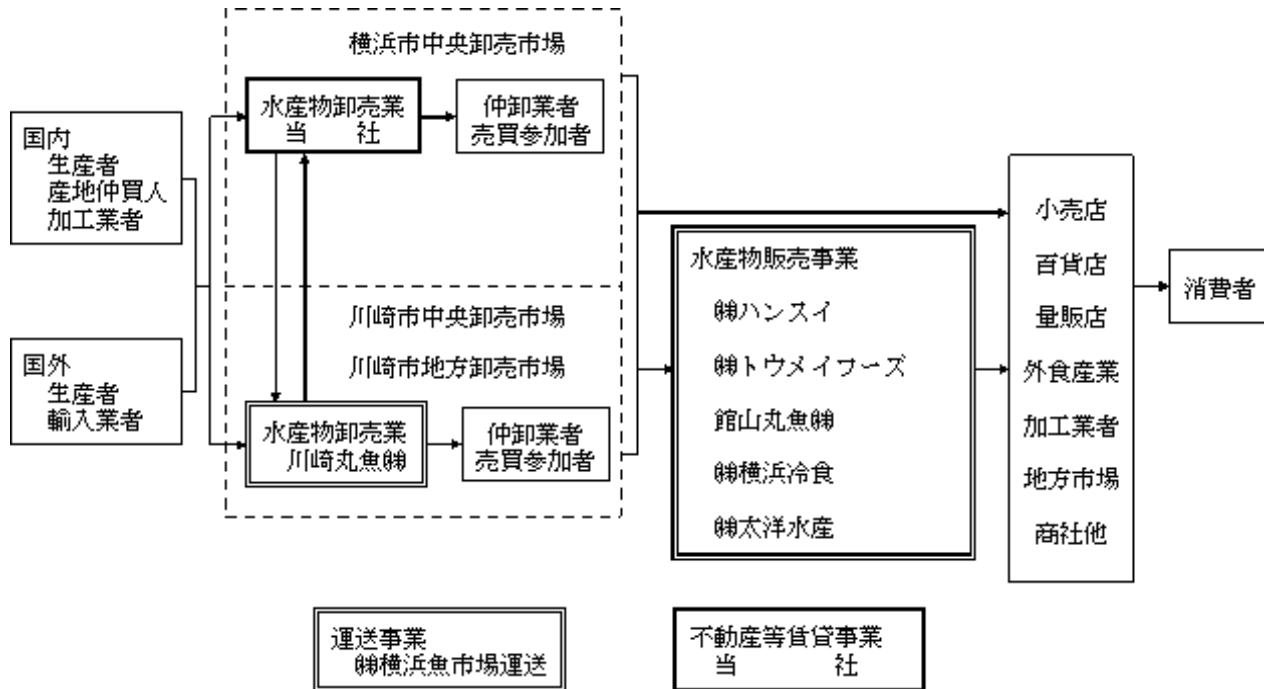 横浜市中央卸売市場
水産物卸売業
当　　社
仲卸業者
売買参加者
国内
生産者
産地仲買人
加工業者
国外
生産者
輸入業者
川崎市中央卸売市場
川崎市地方卸売市場
水産物卸売業
川崎丸魚㈱
仲卸業者
売買参加者
水産物販売事業
㈱ハンスイ
㈱トウメイフーズ
館山丸魚㈱
㈱横浜冷食
㈱太洋水産
小売店
百貨店
量販店
外食産業
加工業者
地方市場
商社他
消費者
運送事業
㈱横浜魚市場運送
不動産等賃貸事業
当　　　社